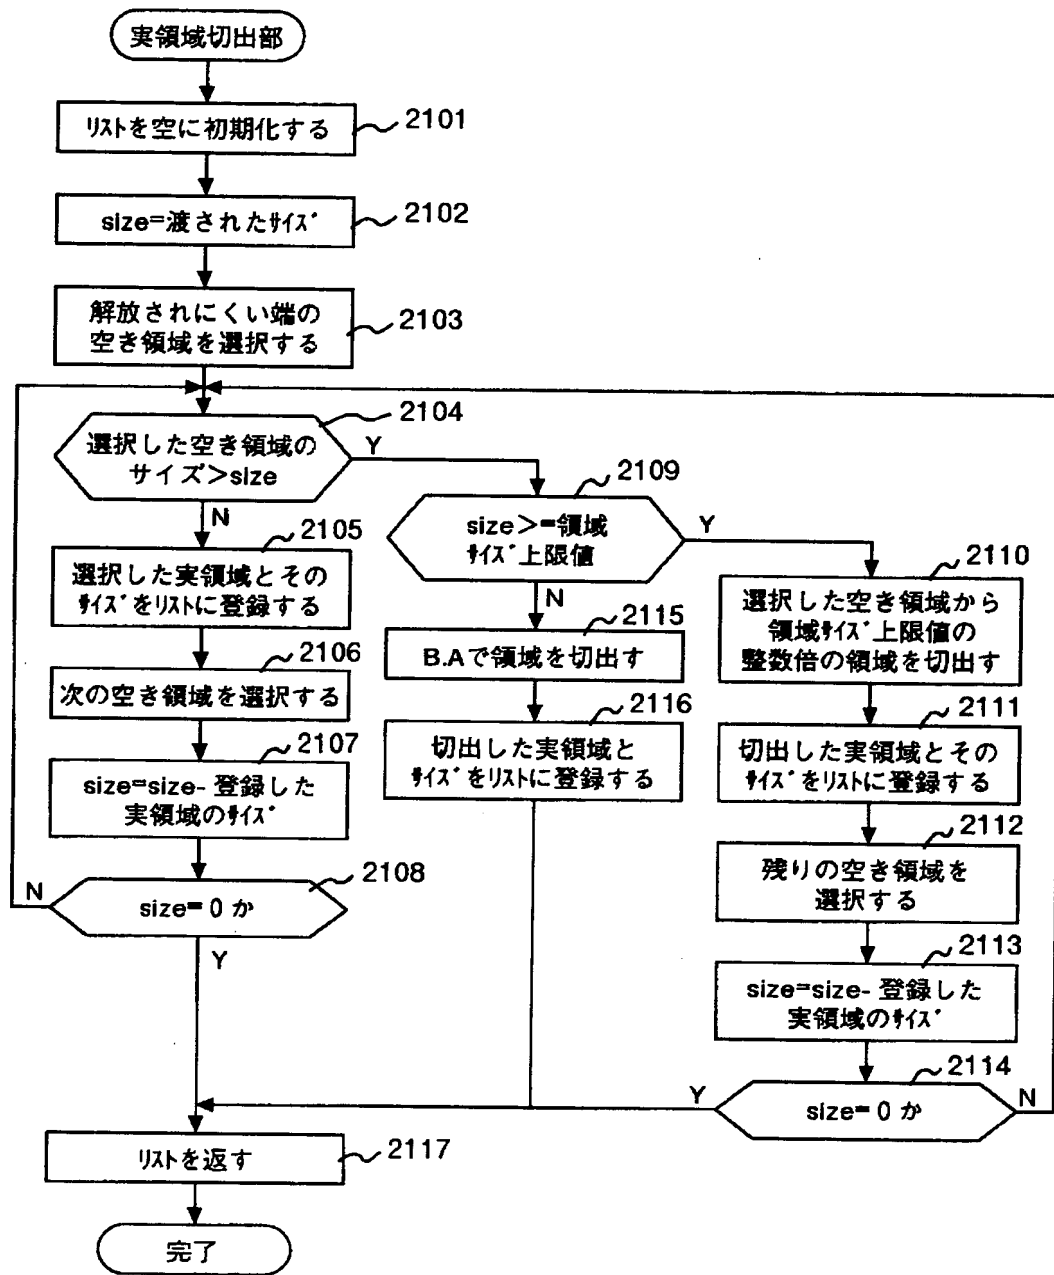 実領域切出部
リストを空に初期化する
2101
size=渡されたサイズ
2102
解放されにくい端の
空き領域を選択する
2103
選択した空き領域の
サイズ>size
2104
Y
N
選択した実領域とその
サイズをリストに登録する
2105
次の空き領域を選択する
2106
size=size-登録した
実領域のサイズ
2107
size=0か
2108
N
Y
size>=領域
サイズ上限値
2109
Y
N
B.Aで領域を切出す
2115
切出した実領域と
サイズをリストに登録する
2116
選択した空き領域から
領域サイズ上限値の
整数倍の領域を切出す
2110
切出した実領域とその
サイズをリストに登録する
2111
残りの空き領域を
選択する
2112
size=size-登録した
実領域のサイズ
2113
size=0か
2114
Y
N
リストを返す
2117
完了